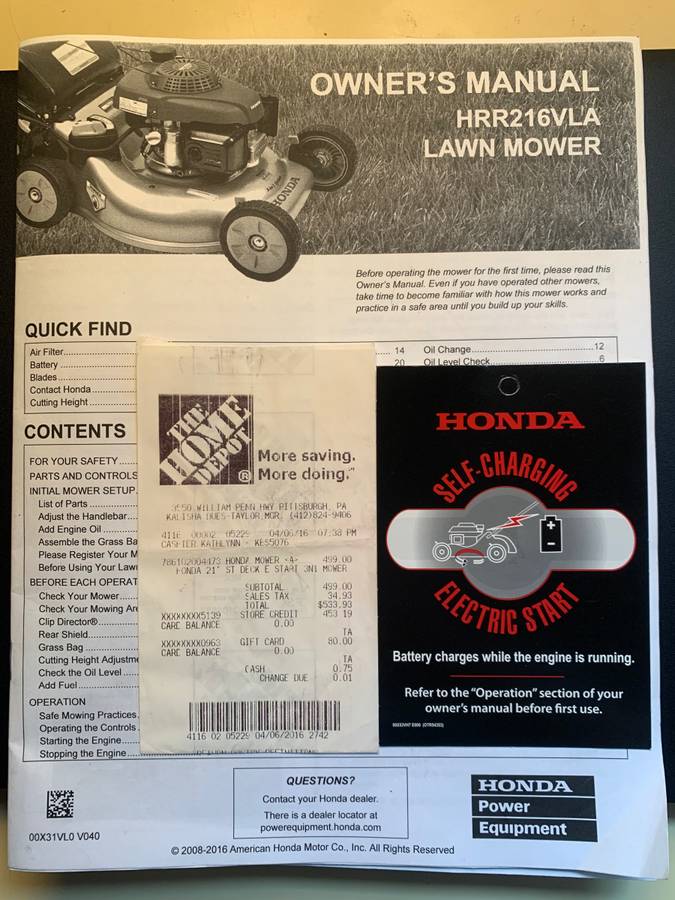 OWNER'S MANUAL
HRR216VLA
LAWN MOWER
HONDA
Before operating the mower for the first time, please read this
Owner's Manual. Even if you have operated other mowers,
take time to become familiar with how this mower works and
practice in a safe area until you build up your skills.
QUICK FIND
Air Filter
Battery
Blades
Contact Honda
Cutting Height
14
20
Oil Change 12
Oil Level Check 6
CONTENTS
FOR YOUR SAFETY
PARTS AND CONTROLS
INITIAL MOWER SETUP
List of Parts
Adjust the Handlebar
Add Engine Oil
Assemble the Grass Ba
Please Register Your M
Before Using Your Law
BEFORE EACH OPERAT
Check Your Mower
Check Your Mowing Are
Clip Director®
Rear Shield
Grass Bag
Cutting Height Adjustme
Check the Oil Level
Add Fuel
OPERATION
Safe Mowing Practices
Operating the Controls
Starting the Engine
Stopping the Engine
THE HOME DEPOT ®
More saving.
More doing.™
3550 WILLIAM PENN HWY PITTSBURGH, PA
KALISHA DUES-TAYLOR,MGR. (412)824-9406
4116 00002 05229 04/06/16 07:33 PM
CASHIER KATHLYNN - KES5076
786102004473 HONDA MOWER <A> 499.00
HONDA 21" ST DECK E START 3N1 MOWER
SUBTOTAL 499.00
SALES TAX 34.93
TOTAL $533.93
XXXXXXXX5139 STORE CREDIT 453.19
CARD BALANCE 0.00
TA
XXXXXXXX0963 GIFT CARD 80.00
CARD BALANCE 0.00
TA
CASH 0.75
CHANGE DUE 0.01
4116 02 05229 04/06/2016 2742
HONDA
SELF-CHARGING
ELECTRIC START
Battery charges while the engine is running.
Refer to the "Operation" section of your
owner's manual before first use.
QUESTIONS?
Contact your Honda dealer.
There is a dealer locator at
powerequipment.honda.com
HONDA
Power
Equipment
00X31VL0 V040
© 2008-2016 American Honda Motor Co., Inc. All Rights Reserved